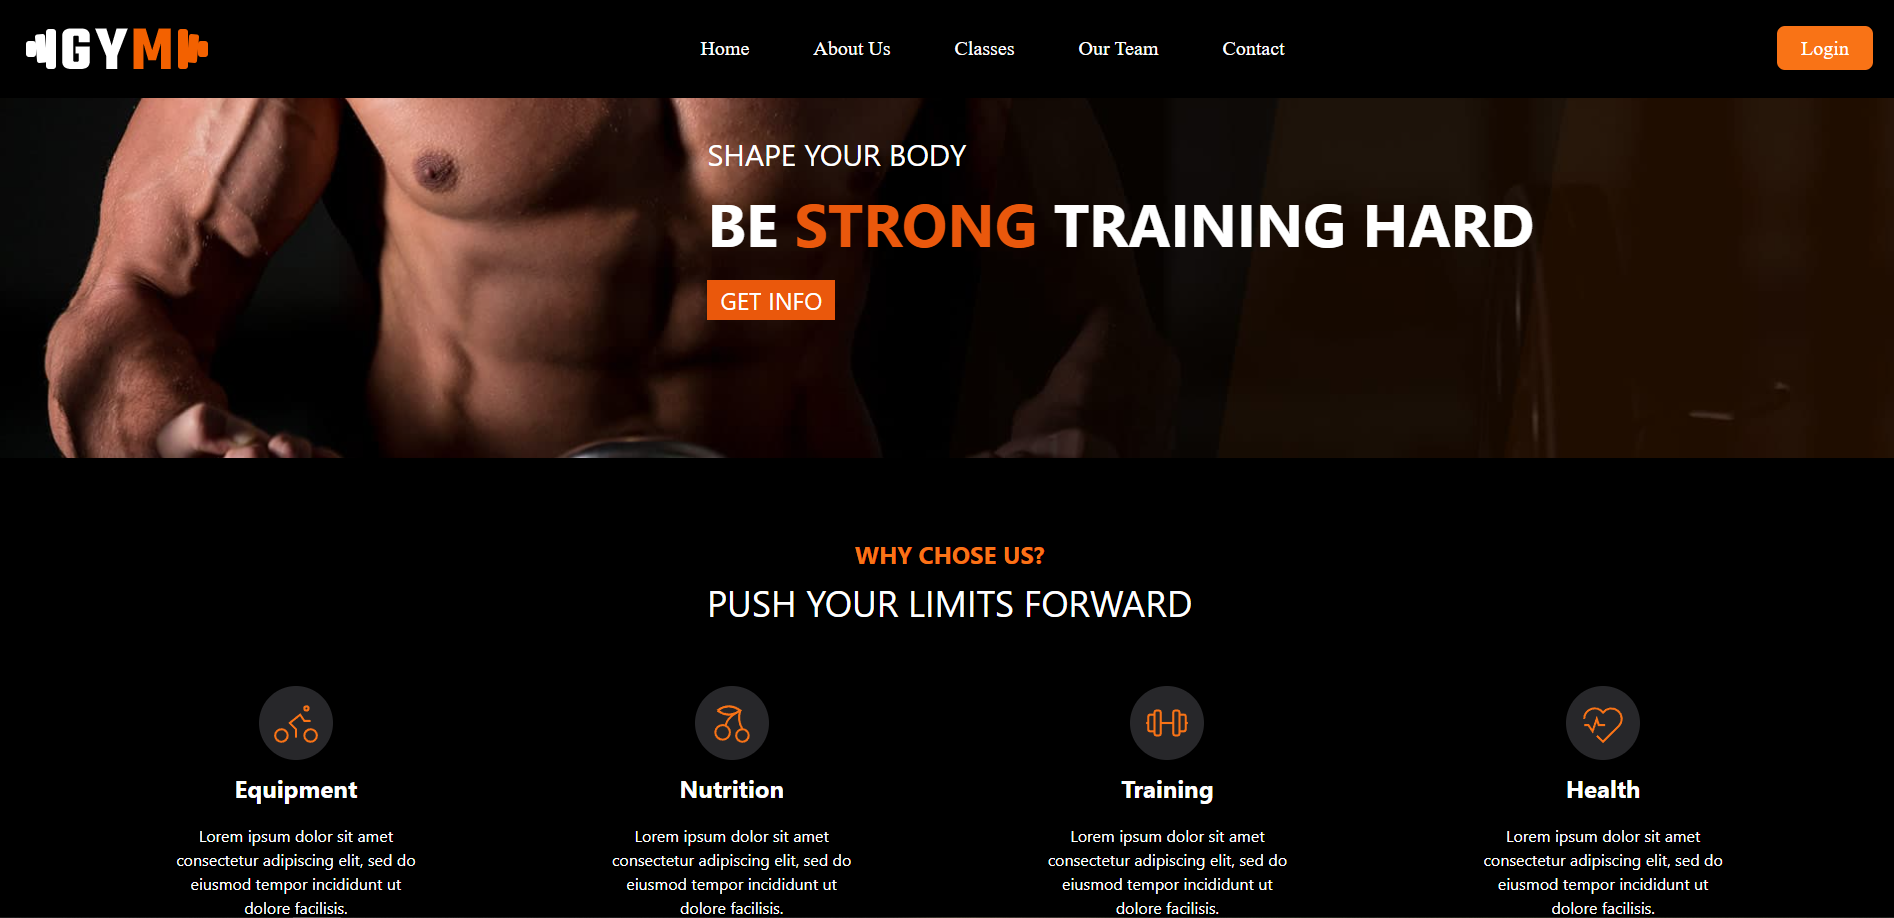 GYM
Home About Us Classes Our Team Contact Login
SHAPE YOUR BODY
BE STRONG TRAINING HARD
GET INFO
WHY CHOSE US?
PUSH YOUR LIMITS FORWARD
Equipment
Lorem ipsum dolor sit amet
consectetur adipiscing elit, sed do
eiusmod tempor incididunt ut
dolore facilisis.
Nutrition
Lorem ipsum dolor sit amet
consectetur adipiscing elit, sed do
eiusmod tempor incididunt ut
dolore facilisis.
Training
Lorem ipsum dolor sit amet
consectetur adipiscing elit, sed do
eiusmod tempor incididunt ut
dolore facilisis.
Health
Lorem ipsum dolor sit amet
consectetur adipiscing elit, sed do
eiusmod tempor incididunt ut
dolore facilisis.